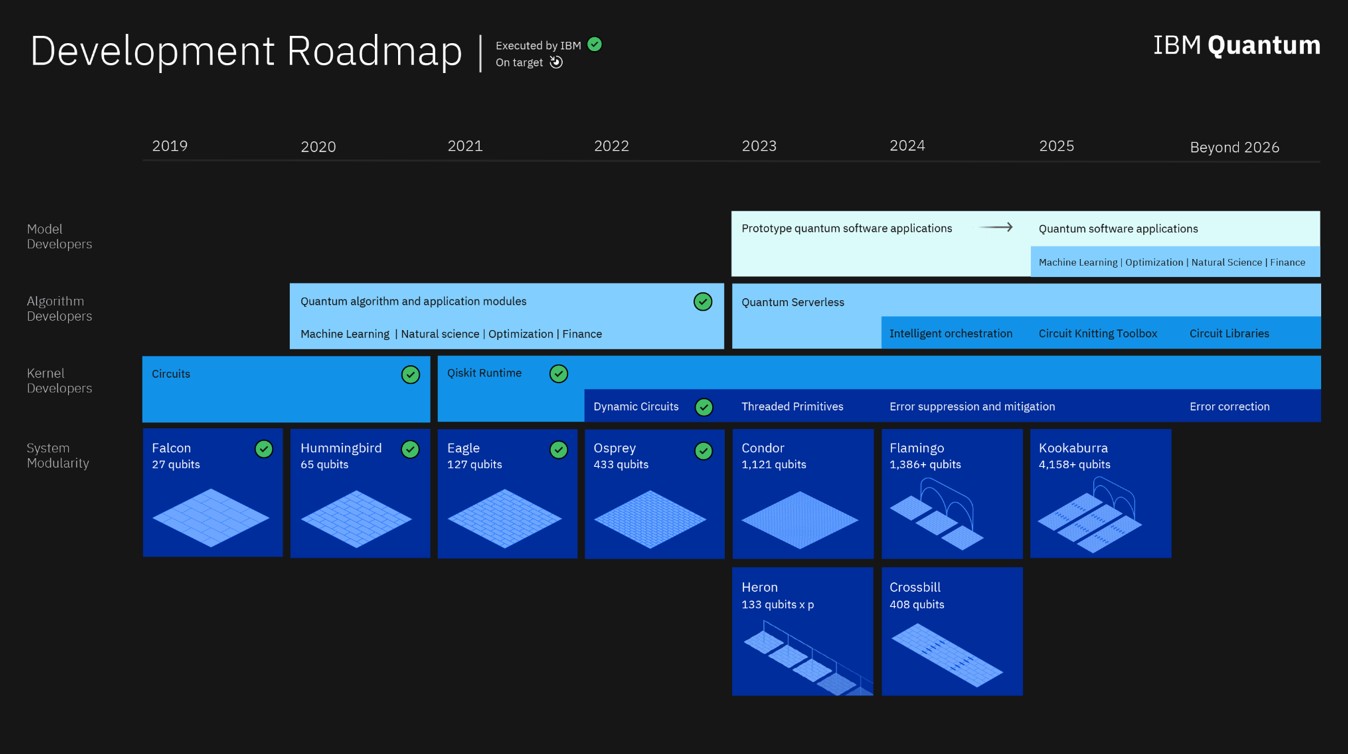 Development Roadmap
Executed by IBM
On target
IBM Quantum
2019
2020
2021
2022
2023
2024
2025
Beyond 2026
Model
Developers
Prototype quantum software applications
Quantum software applications
Machine Learning | Optimization | Natural Science | Finance
Algorithm
Developers
Quantum algorithm and application modules
Machine Learning | Natural science | Optimization | Finance
Quantum Serverless
Intelligent orchestration
Circuit Knitting Toolbox
Circuit Libraries
Kernel
Developers
Circuits
Qiskit Runtime
Dynamic Circuits
Threaded Primitives
Error suppression and mitigation
Error correction
System
Modularity
Falcon
27 qubits
Hummingbird
65 qubits
Eagle
127 qubits
Osprey
433 qubits
Condor
1,121 qubits
Flamingo
1,386+ qubits
Kookaburra
4,158+ qubits
Heron
133 qubits x p
Crossbill
408 qubits